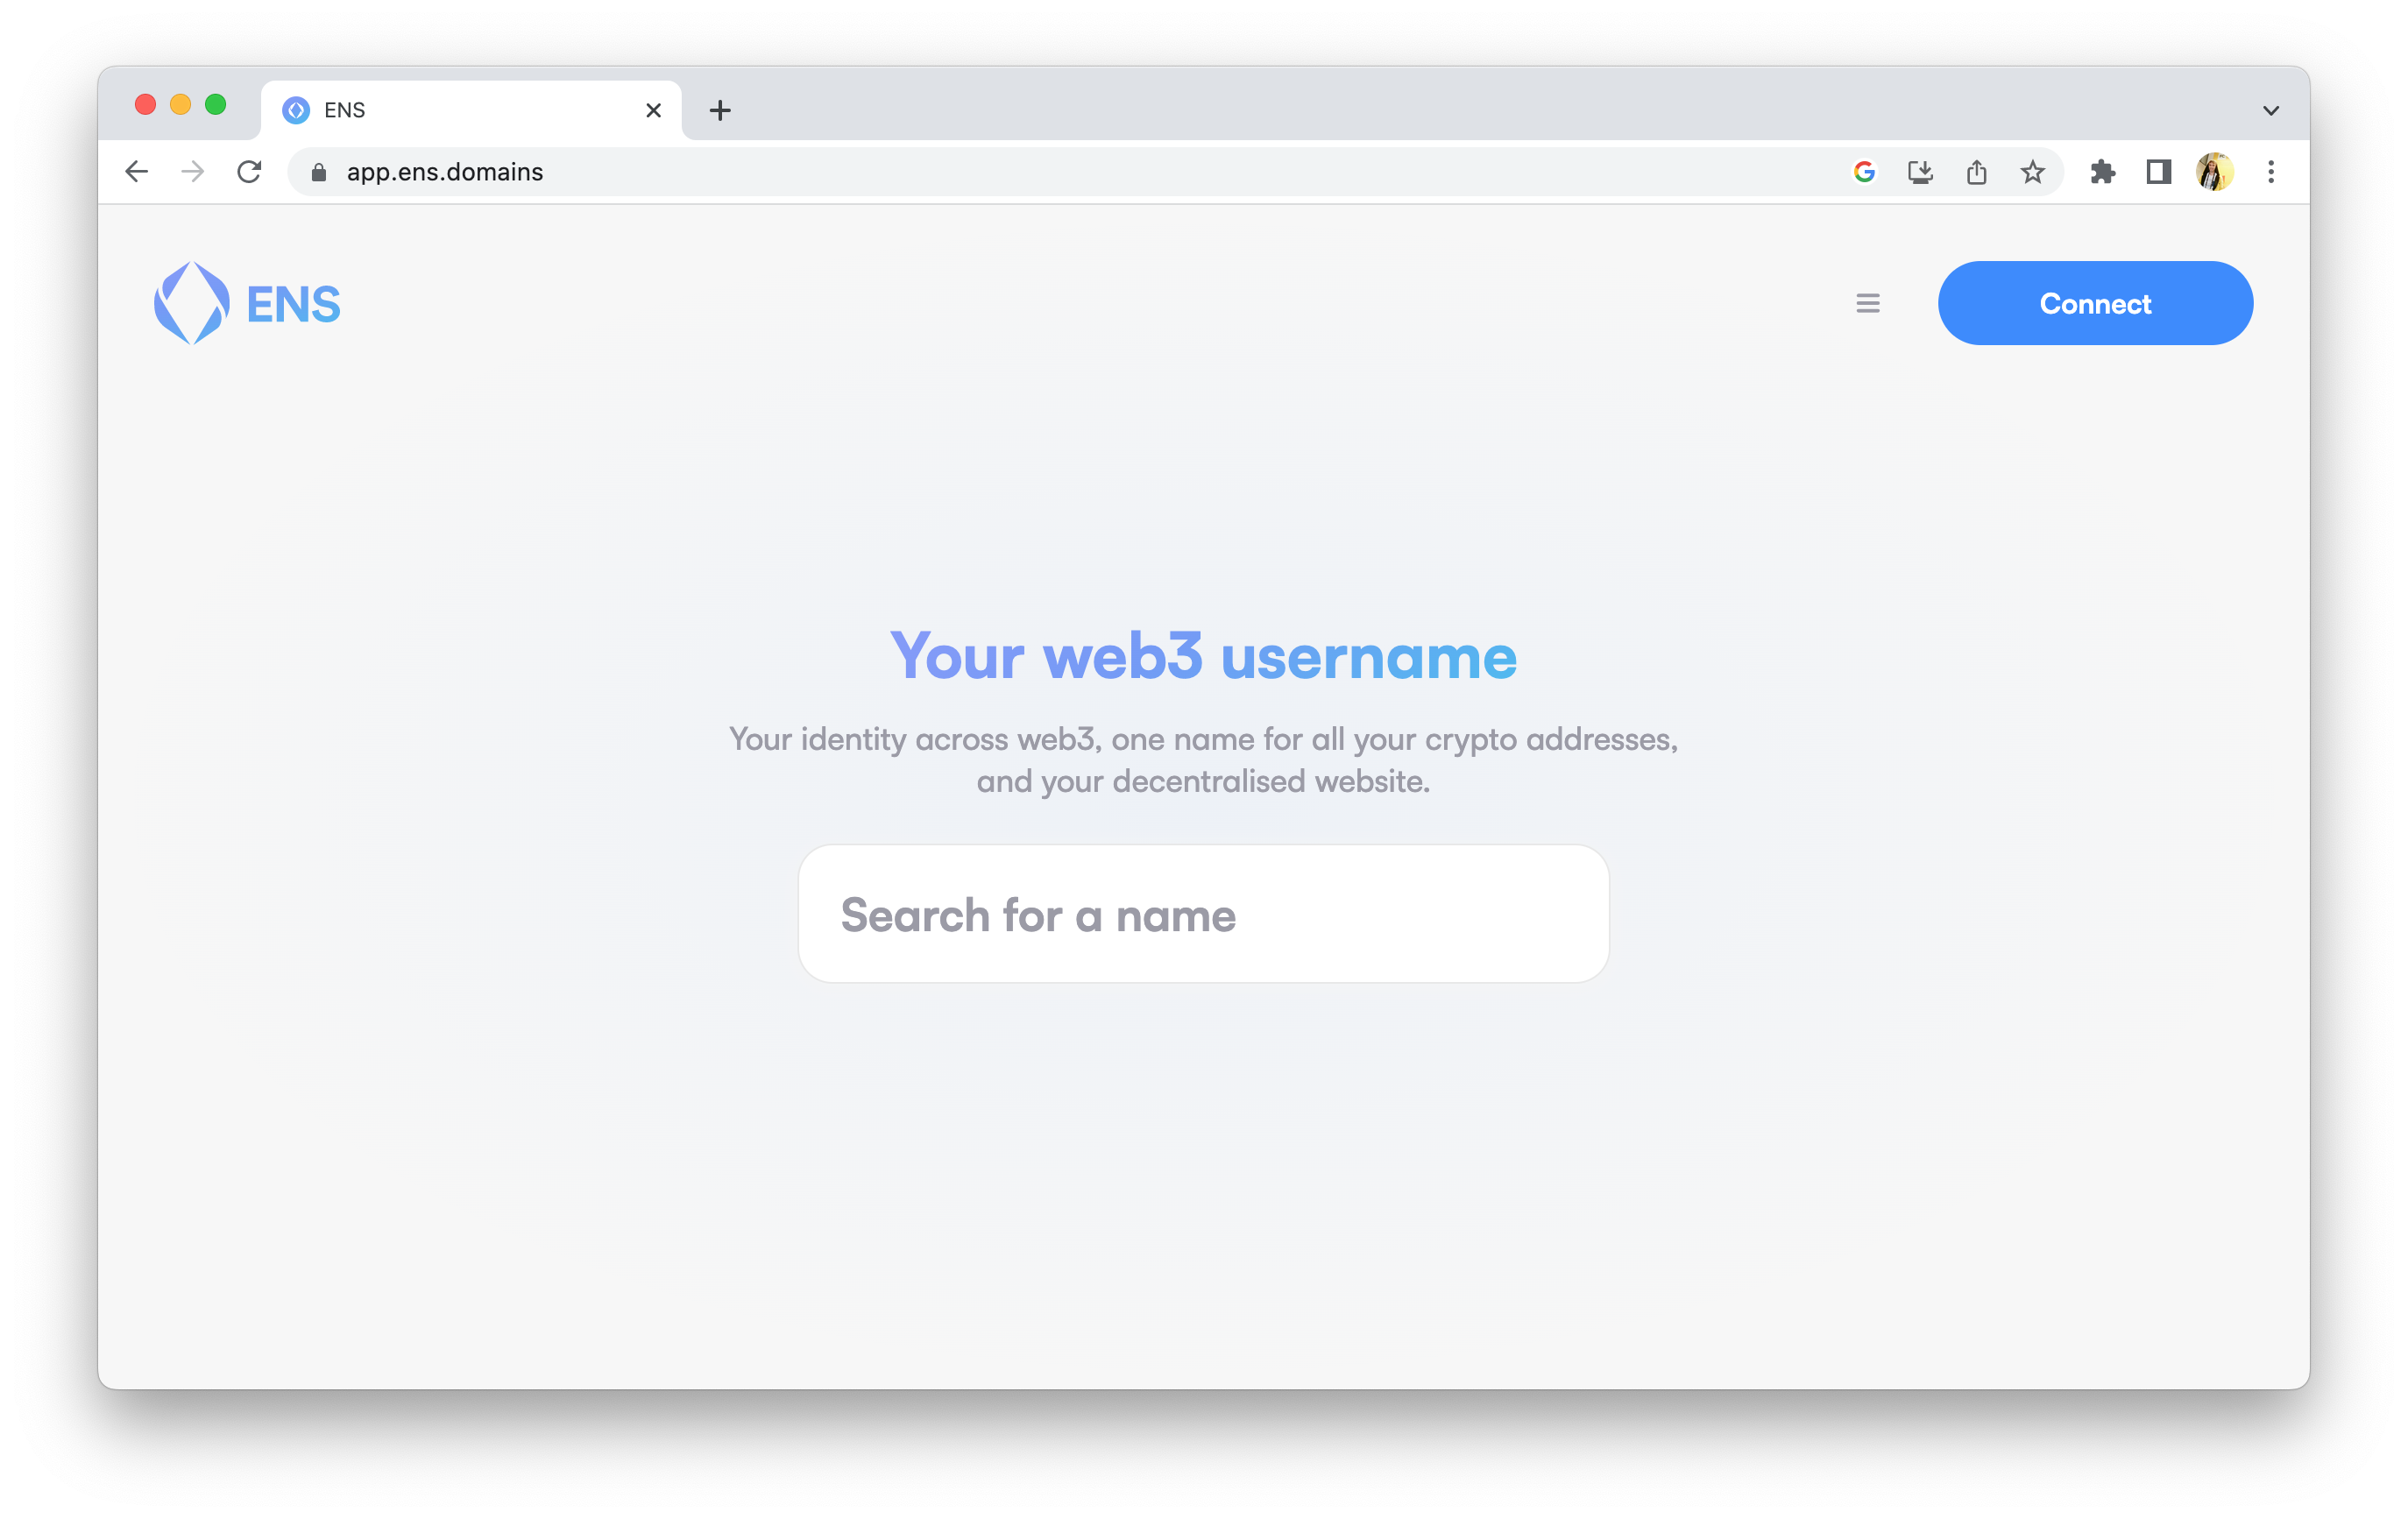 ENS
app.ens.domains
ENS
Connect
Your web3 username
Your identity across web3, one name for all your crypto addresses,
and your decentralised website.
Search for a name